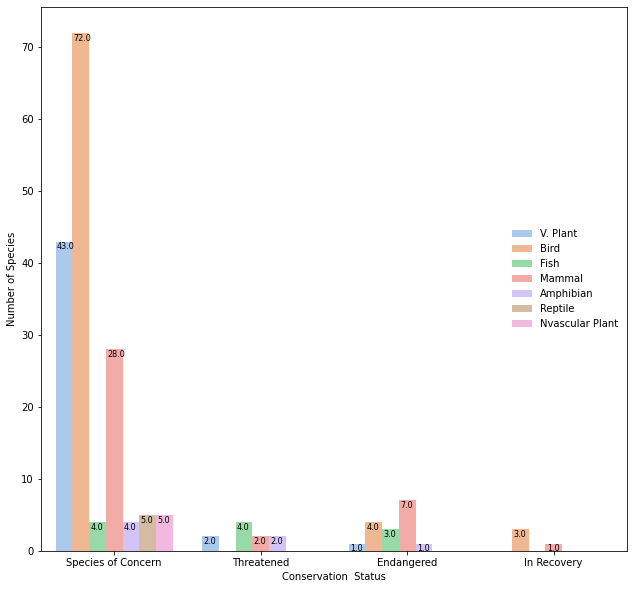 70
60
50
40
30
20
10
0
Number of Species
72.0
43.0
28.0
4.0
4.0
5.0
5.0
2.0
4.0
2.0
2.0
1.0
4.0
3.0
7.0
1.0
3.0
1.0
V. Plant
Bird
Fish
Mammal
Amphibian
Reptile
Nvascular Plant
Species of Concern
Threatened
Endangered
In Recovery
Conservation  Status